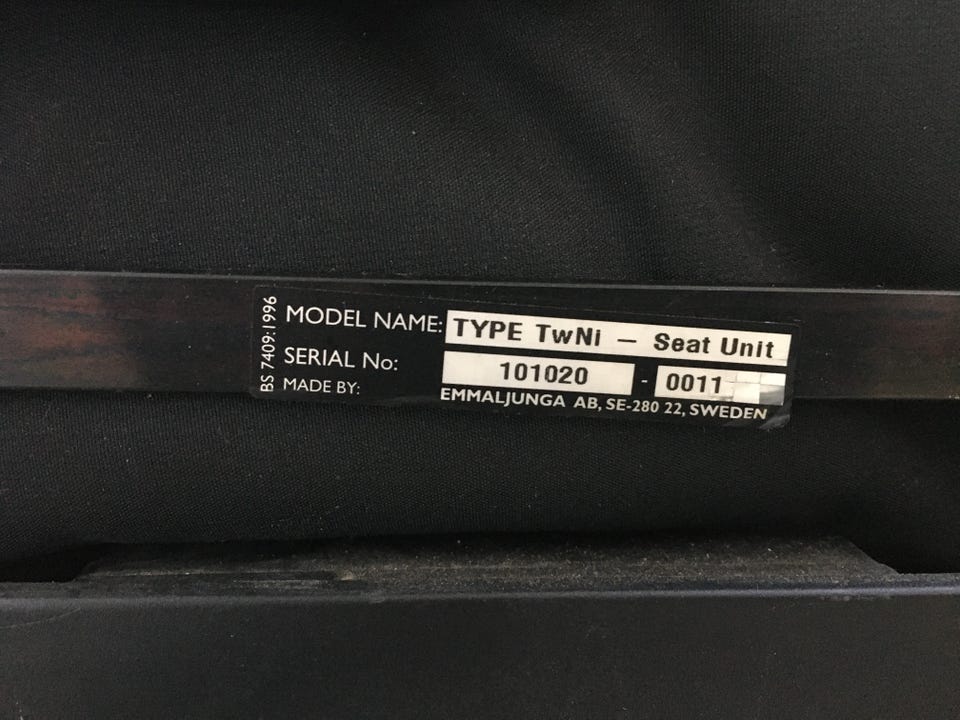 BS 7409:1996
MODEL NAME: TYPE TwNi – Seat Unit
SERIAL No: 101020 - 0011
MADE BY: EMMALJUNGA AB, SE-280 22, SWEDEN